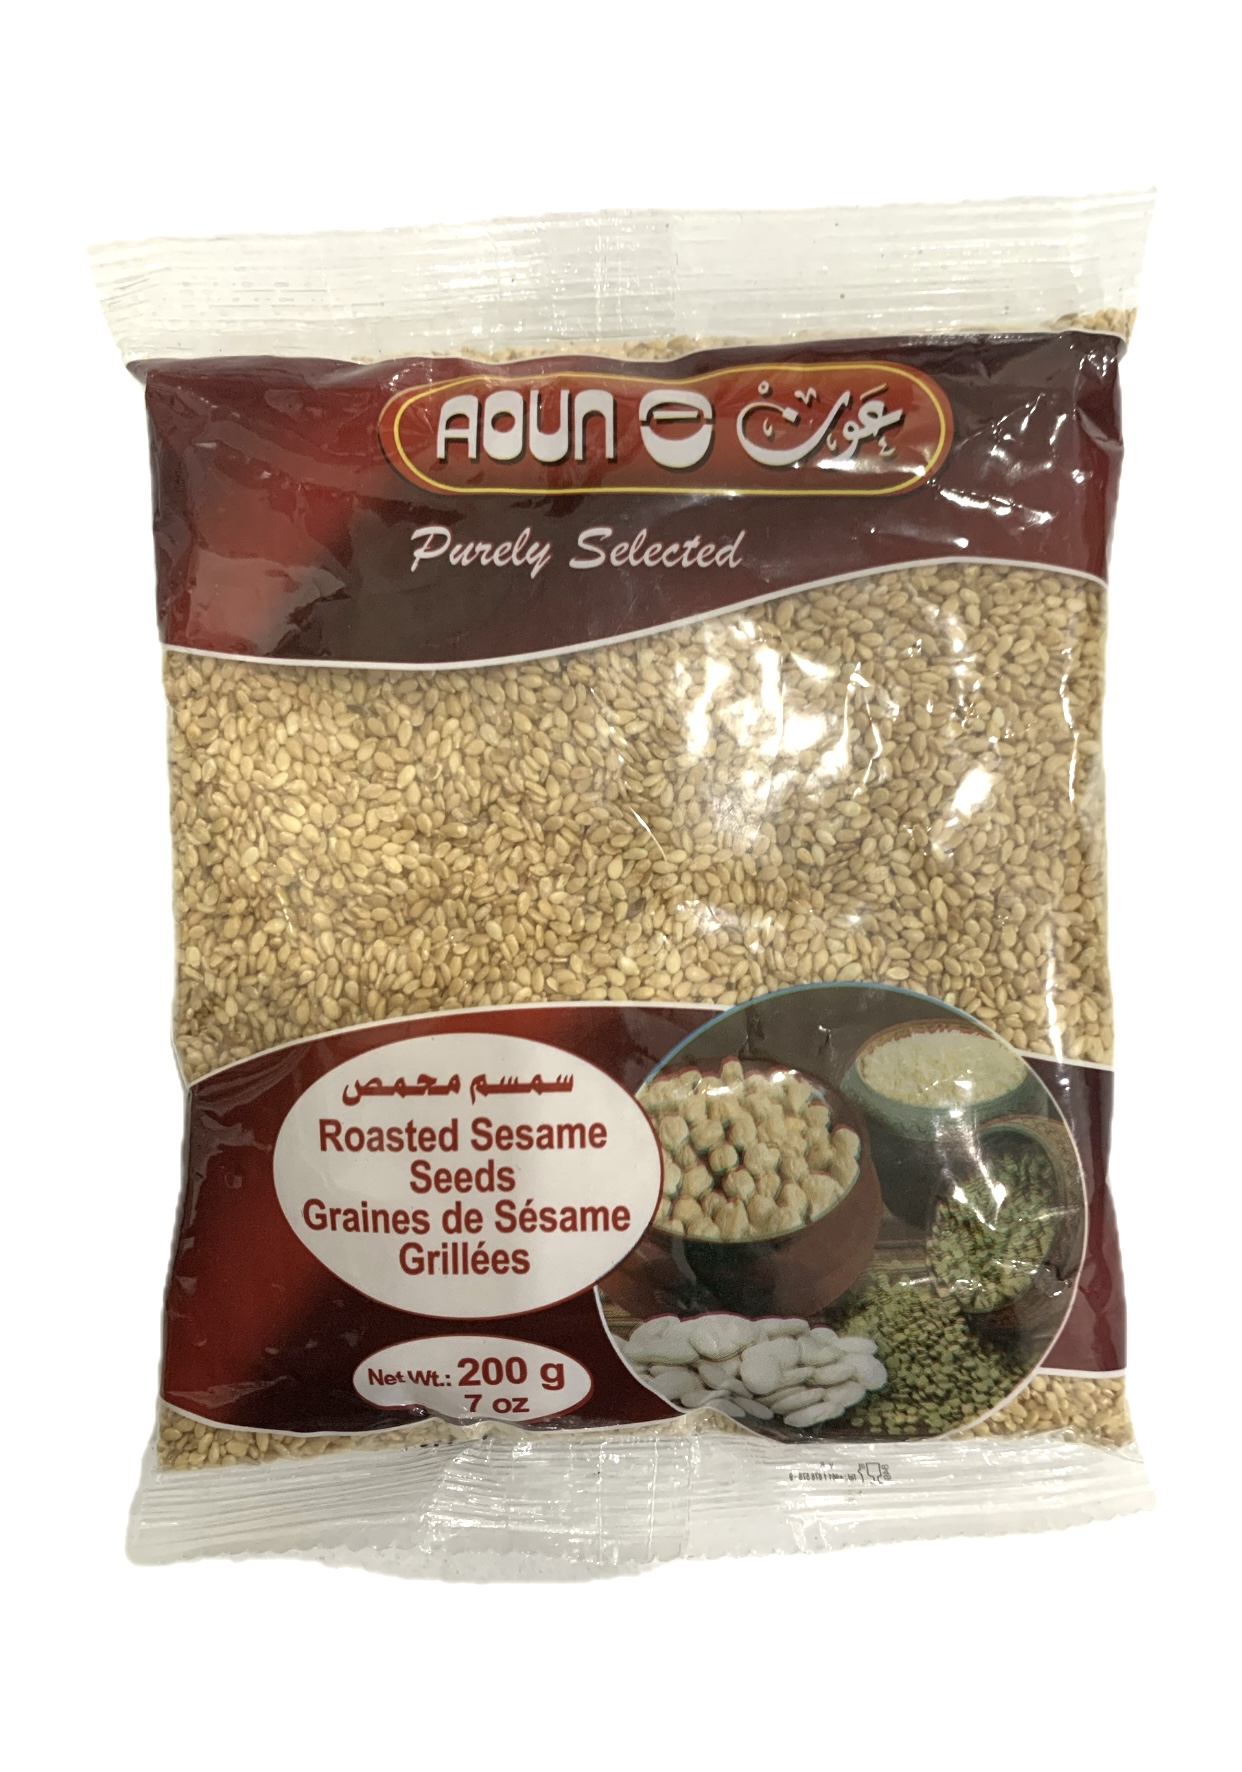 AOUN عون
Purely Selected
سمسم محمص
Roasted Sesame
Seeds
Graines de Sésame
Grillées
Net Wt.: 200 g
7 oz